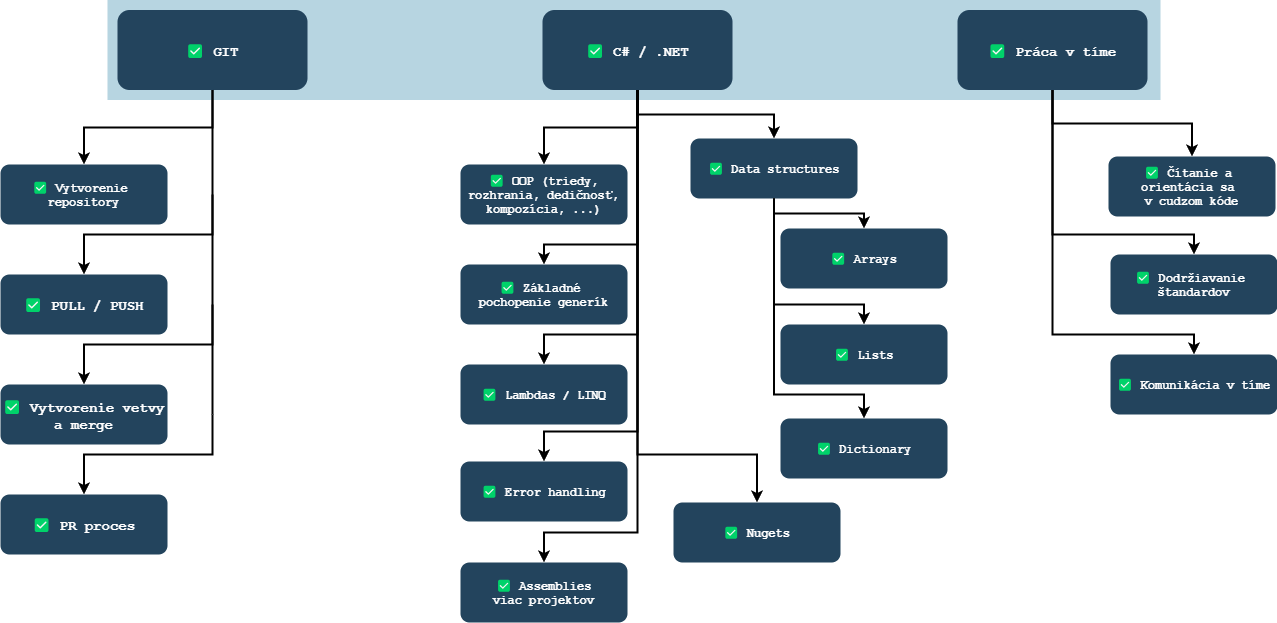 ✅ GIT
✅ C# / .NET
✅ Práca v tíme
✅ Vytvorenie
repository
✅ PULL / PUSH
✅ Vytvorenie vetvy
a merge
✅ PR proces
✅ OOP (triedy,
rozhrania, dedičnosť,
kompozícia, ...)
✅ Základné
pochopenie generík
✅ Lambdas / LINQ
✅ Error handling
✅ Assemblies
viac projektov
✅ Data structures
✅ Arrays
✅ Lists
✅ Dictionary
✅ Nugets
✅ Čítanie a
orientácia sa
v cudzom kóde
✅ Dodržiavanie
štandardov
✅ Komunikácia v tíme